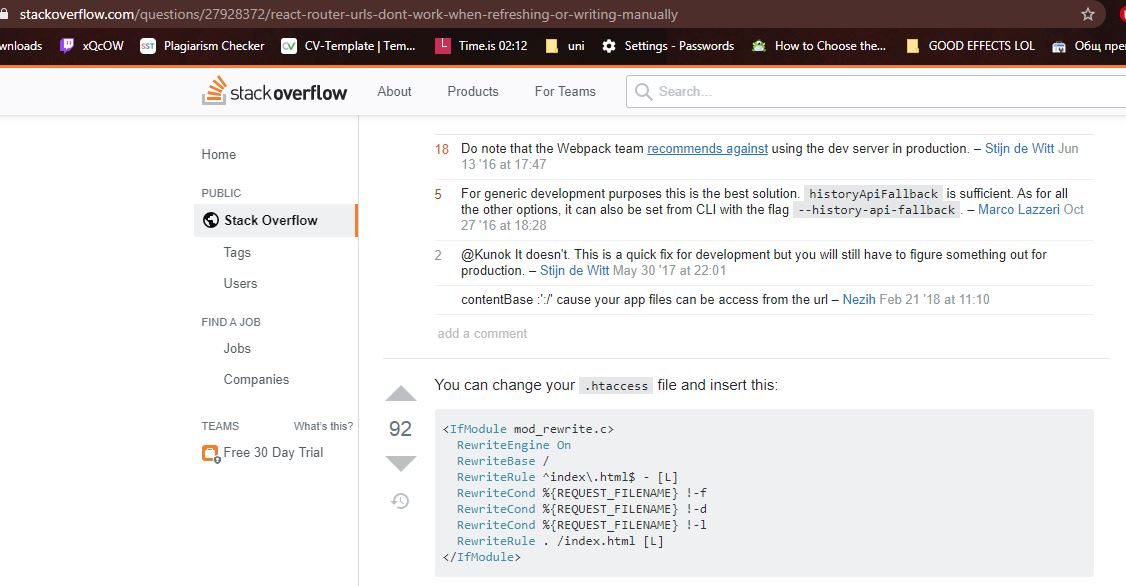 stackoverflow.com/questions/27928372/react-router-urls-dont-work-when-refreshing-or-writing-manually
wnloads xQcOW SST Plagiarism Checker CV CV-Template | Tem... L Time.is 02:12 uni Settings - Passwords How to Choose the... GOOD EFFECTS LOL Общ пре
stackoverflow About Products For Teams Search...
Home
PUBLIC
Stack Overflow
Tags
Users
FIND A JOB
Jobs
Companies
TEAMS What's this?
Free 30 Day Trial
18 Do note that the Webpack team recommends against using the dev server in production. – Stijn de Witt Jun
13 '16 at 17:47
5 For generic development purposes this is the best solution. historyApiFallback is sufficient. As for all
the other options, it can also be set from CLI with the flag --history-api-fallback . – Marco Lazzeri Oct
27 '16 at 18:28
2 @Kunok It doesn't. This is a quick fix for development but you will still have to figure something out for
production. – Stijn de Witt May 30 '17 at 22:01
contentBase :':/' cause your app files can be access from the url – Nezih Feb 21 '18 at 11:10
add a comment
92
You can change your .htaccess file and insert this:
<IfModule mod_rewrite.c>
RewriteEngine On
RewriteBase /
RewriteRule ^index\.html$ - [L]
RewriteCond %{REQUEST_FILENAME} !-f
RewriteCond %{REQUEST_FILENAME} !-d
RewriteCond %{REQUEST_FILENAME} !-l
RewriteRule . /index.html [L]
</IfModule>